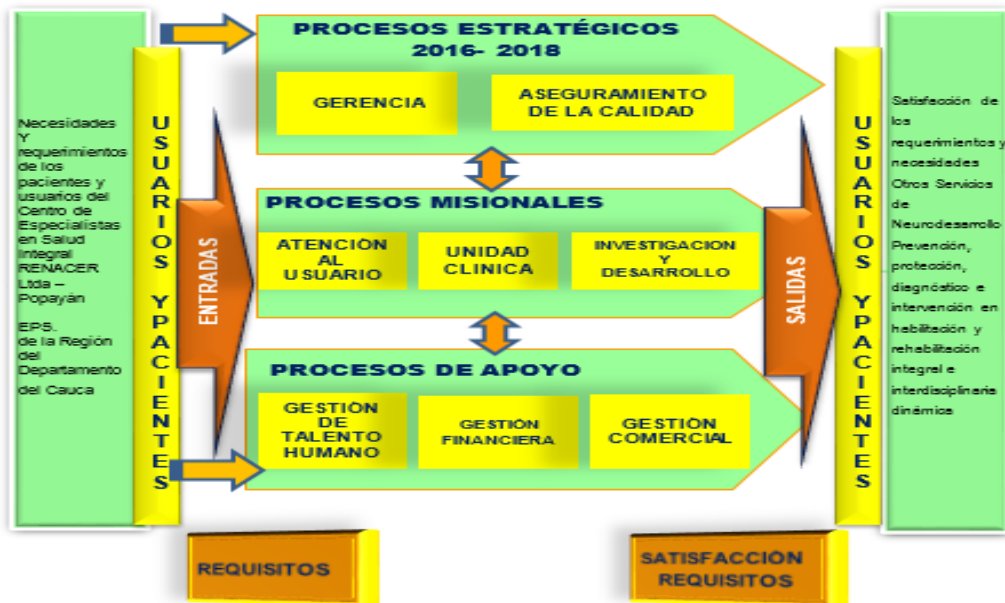 Necesidades
Y
requerimientos
de los
pacientes y
usuarios del
Centro de
Especialistas
en Salud
Integral
RENACER
Ltda –
Popayán
EPS.
de la Región
del
Departamento
del Cauca
USUARIOS YPACIENTES
ENTRADAS
PROCESOS ESTRATÉGICOS
2016- 2018
GERENCIA
ASEGURAMIENTO
DE LA CALIDAD
PROCESOS MISIONALES
ATENCIÓN
AL
USUARIO
UNIDAD
CLINICA
INVESTIGACION
Y
DESARROLLO
PROCESOS DE APOYO
GESTIÓN
DE
TALENTO
HUMANO
GESTIÓN
FINANCIERA
GESTIÓN
COMERCIAL
SALIDAS
USUARIOS YPACIENTES
Satisfacción de
los
requerimientos y
necesidades
Otros Servicios
de
Neurodesarrollo
Prevención,
protección,
diagnóstico e
intervención en
habilitación y
rehabilitación
integral e
interdisciplinaria
dinámica
REQUISITOS
SATISFACCIÓN
REQUISITOS